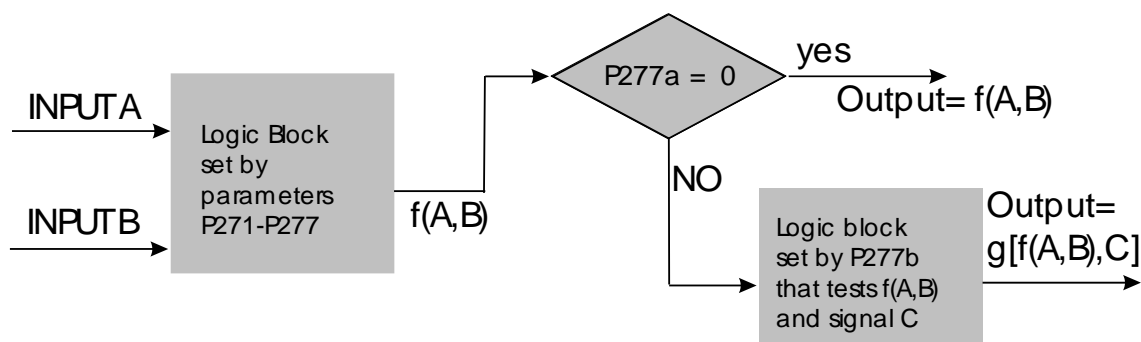 INPUT A
INPUT B
Logic Block
set by
parameters
P271-P277
f(A,B)
P277a = 0
yes
Output= f(A,B)
NO
Logic block
set by P277b
that tests f(A,B)
and signal C
Output=
g[f(A,B),C]